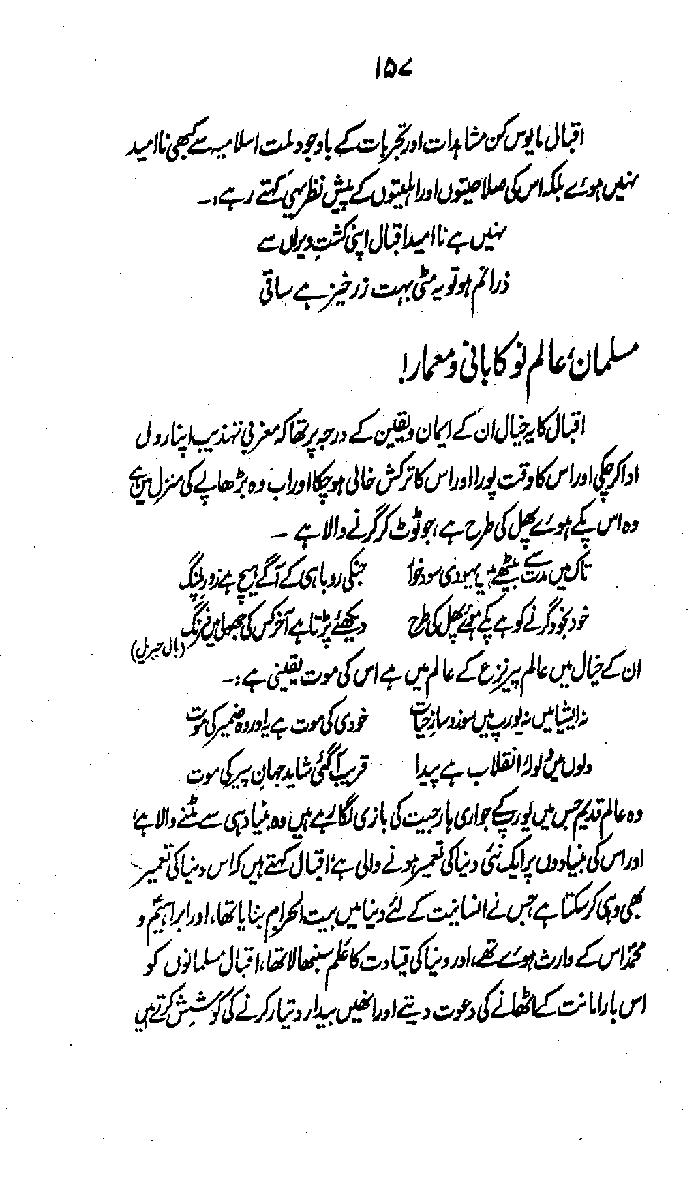 ۱۵۷
اقبال مایوس کن مشاہدات اور تجربات کے باوجود ملت اسلامیہ سے کبھی نا امید
نہیں ہوئے بلکہ اس کی صلاحیتوں اور اہلیتوں کے پیش نظر یہی کہتے رہے:۔
نہیں ہے نا امید اقبال اپنی کشت ویراں سے
ذرا نم ہو تو یہ مٹی بہت زرخیز ہے ساقی
مسلمان عالم نو کا بانی و معمار!
اقبال کا یہ خیال ان کے ایمان و یقین کے درجہ پر تھا کہ مغربی تہذیب اپنا رول
ادا کر چکی اور اس کا وقت پورا اور اس کا ترکش خالی ہو چکا اور اب وہ بڑھاپے کی منزل میں ہے
وہ اس پکے ہوئے پھل کی طرح ہے، جو ٹوٹ کر گرنے والا ہے ۔
تاک میں مدت سے بیٹھے ہیں یہودی سود خوار جنکی روباہی کے آگے ہیچ ہے زور پلنگ
خود بخود گرنے کو ہے پکے ہوئے پھل کی طرح دیکھئے پڑتا ہے آخر کس کی جھولی میں فرنگ
(بال جبریل)
ان کے خیال میں عالم پیر نزع کے عالم میں ہے اس کی موت یقینی ہے:۔
نہ ایشیا میں نہ یورپ میں سوز و ساز حیات خودی کی موت ہے یہ اور وہ ضمیر کی موت
دلوں میں ولولۂ انقلاب ہے پیدا قریب آگئی شاید جہان پیر کی موت
وہ عالم قدیم جس میں یورپ کے جواری ہار جیت کی بازی لگا رہے ہیں وہ بنیاد ہی سے مٹنے والا ہے
اور اس کی بنیادوں پر ایک نئی دنیا کی تعمیر ہونے والی ہے، اقبال کہتے ہیں کہ اس دنیا کی تعمیر
بھی وہی کر سکتا ہے جس نے انسانیت کے لئے دنیا میں بیت الحرام بنایا تھا، اور ابراہیمؑ و
محمدؐ اس کے وارث ہوئے تھے، اور دنیا کی قیادت کا علم سنبھالا تھا، اقبال مسلمانوں کو
اس بار امانت کے اٹھانے کی دعوت دیتے اور انھیں بیدار و تیار کرنے کی کوشش کرتے ہیں